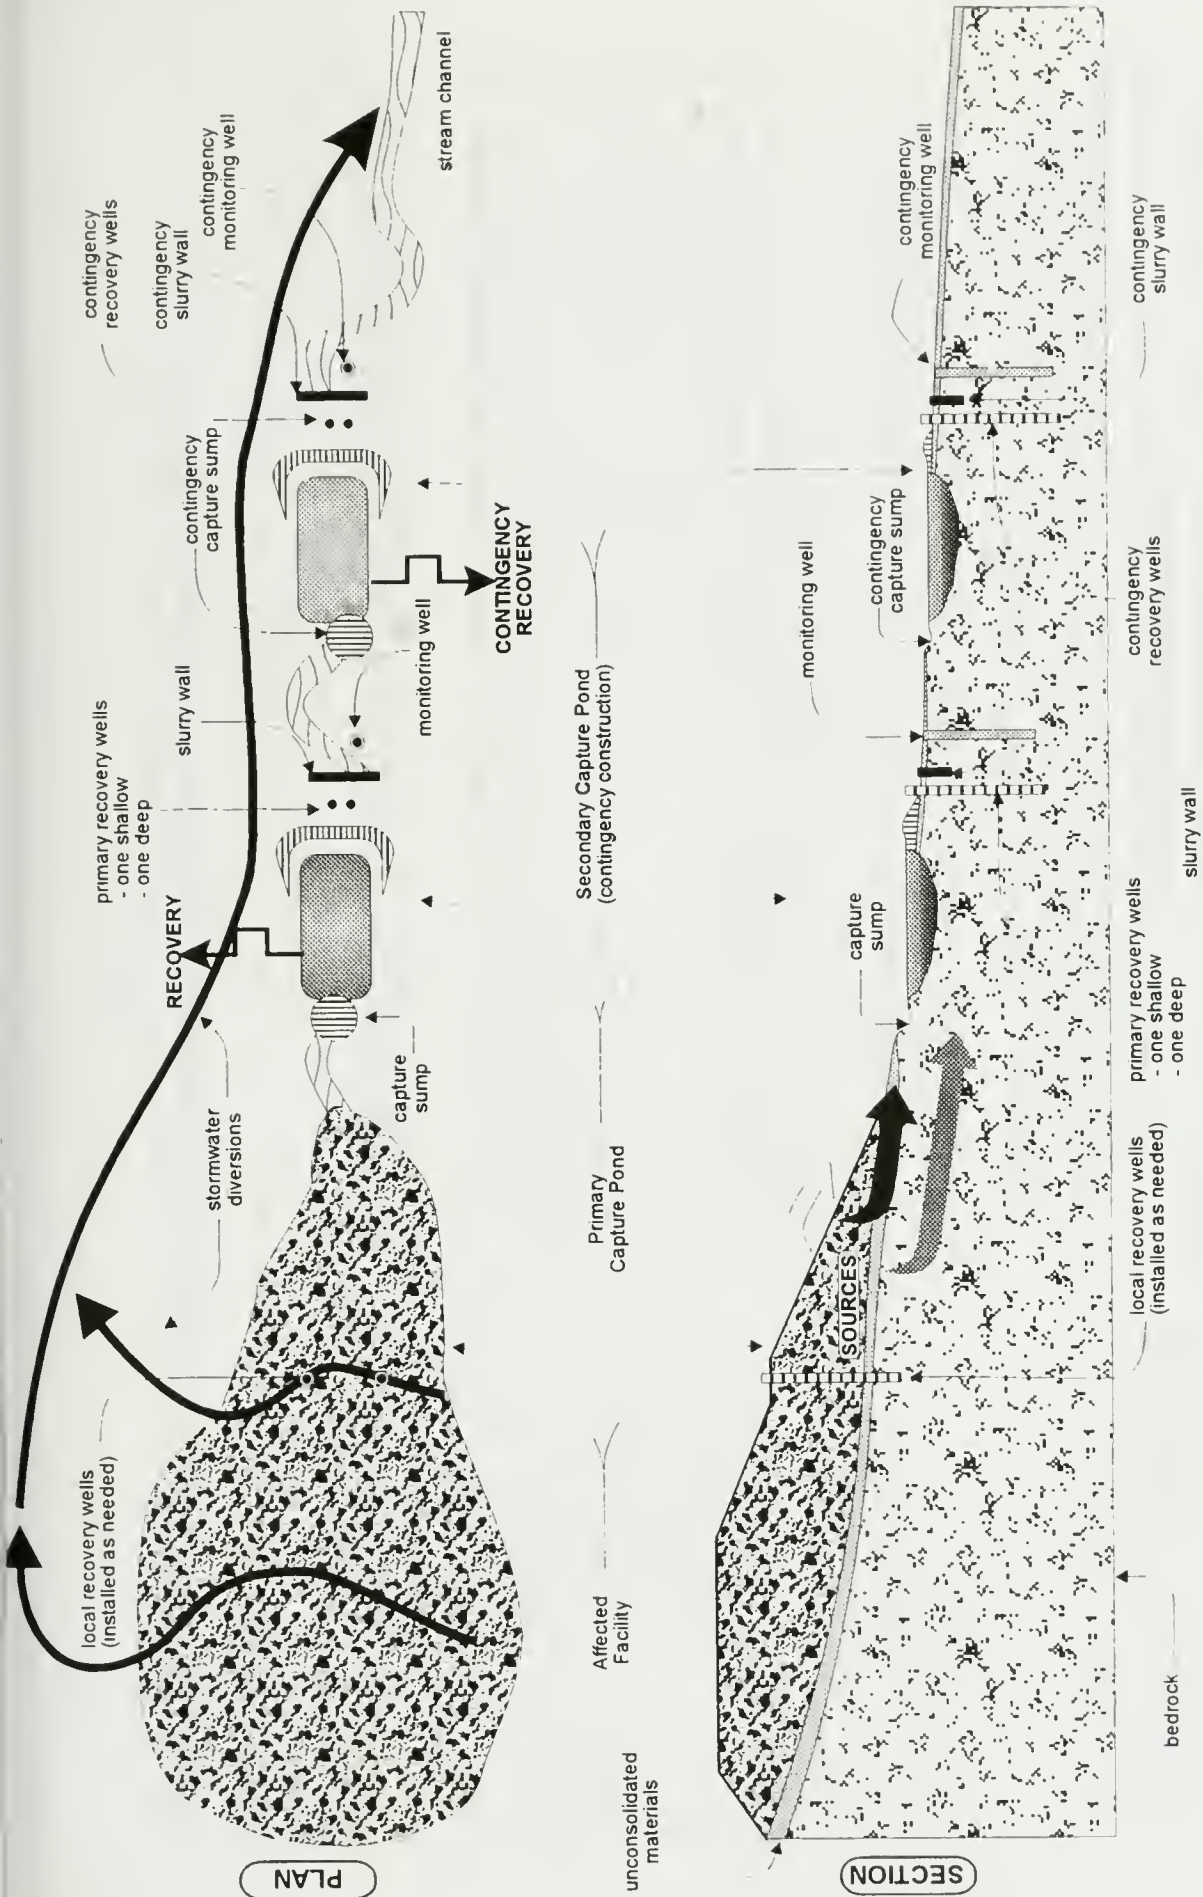 PLAN
local recovery wells
(installed as needed)
stormwater
diversions
RECOVERY
primary recovery wells
- one shallow
- one deep
slurry wall
contingency
capture sump
contingency
recovery wells
contingency
slurry wall
contingency
monitoring well
stream channel
capture
sump
monitoring well
CONTINGENCY
RECOVERY
unconsolidated
materials
Affected
Facility
Primary
Capture Pond
Secondary Capture Pond
(contingency construction)
SECTION
SOURCES
capture
sump
monitoring well
contingency
capture sump
contingency
monitoring well
bedrock
local recovery wells
(installed as needed)
primary recovery wells
- one shallow
- one deep
slurry wall
contingency
recovery wells
contingency
slurry wall